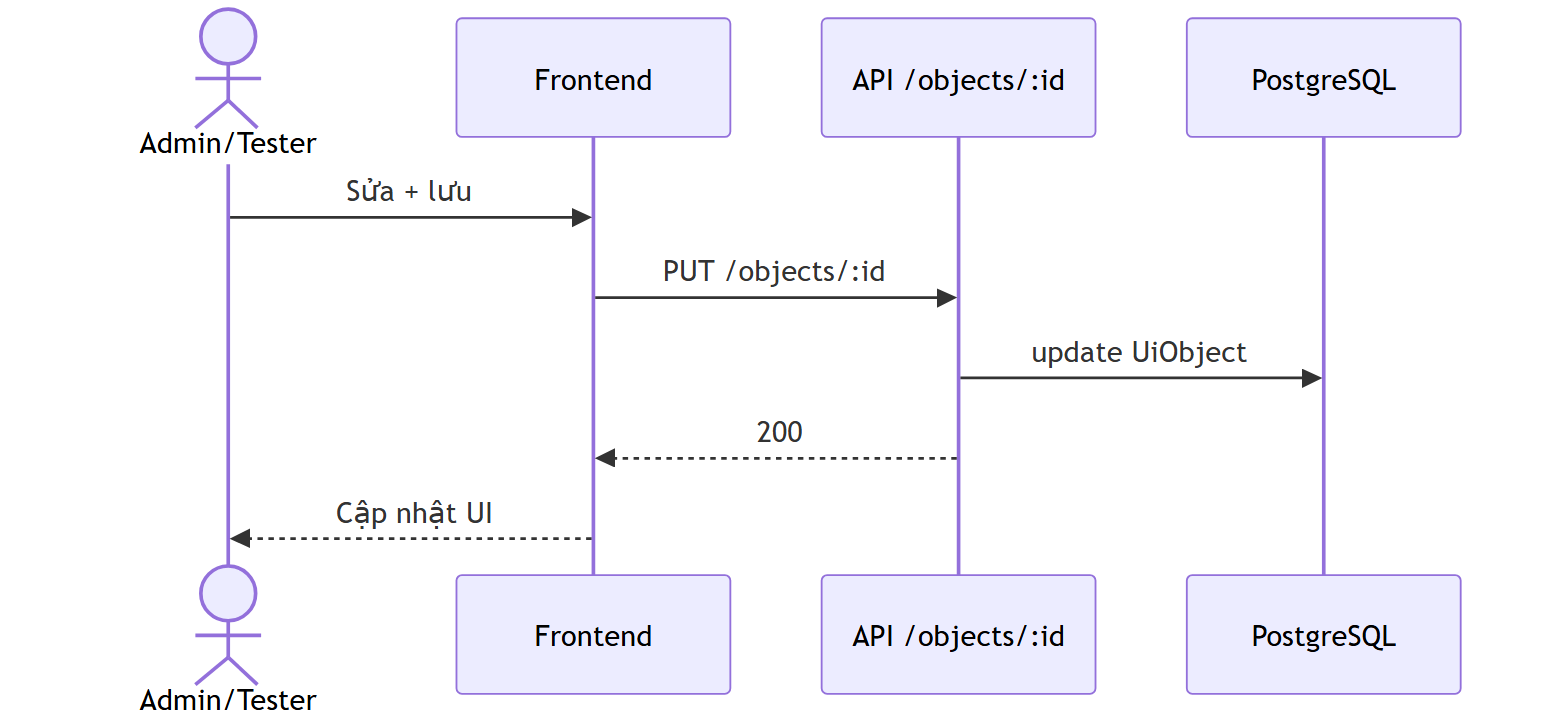 Frontend
API /objects/:id
PostgreSQL
Admin/Tester
Sửa + lưu
PUT /objects/:id
update UiObject
200
Cập nhật UI
Frontend
API /objects/:id
PostgreSQL
Admin/Tester